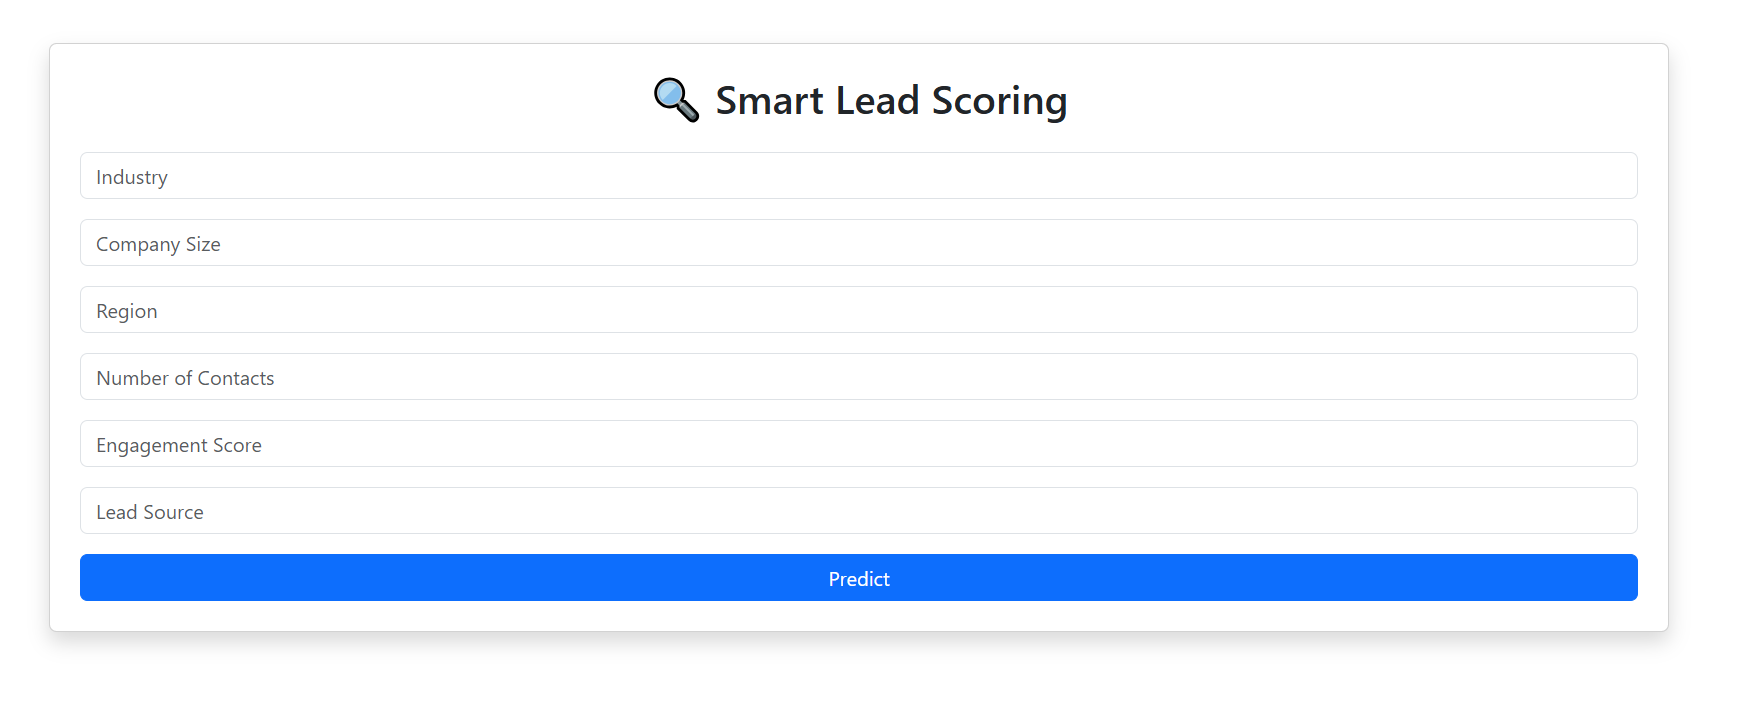 Smart Lead Scoring
Industry
Company Size
Region
Number of Contacts
Engagement Score
Lead Source
Predict